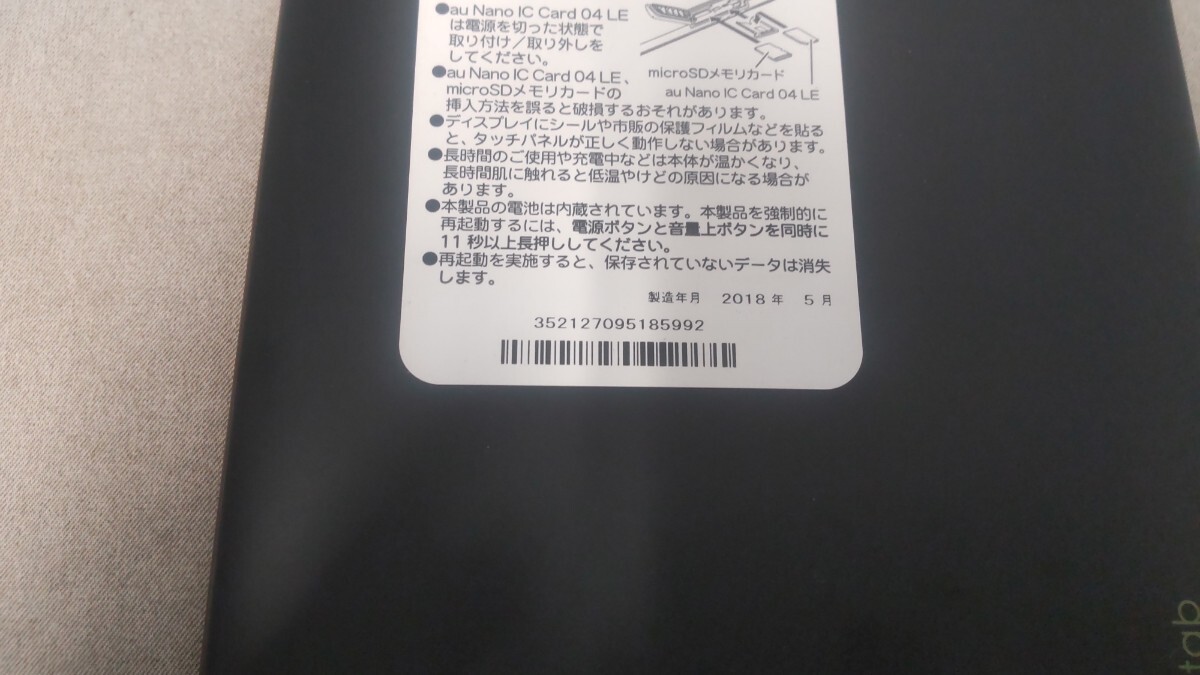 ●au Nano IC Card 04 LE
は電源を切った状態で
取り付け／取り外しを
してください。
microSDメモリカード
au Nano IC Card 04 LE
●au Nano IC Card 04 LE、
microSDメモリカードの
挿入方法を誤ると破損するおそれがあります。
●ディスプレイにシールや市販の保護フィルムなどを貼る
と、タッチパネルが正しく動作しない場合があります。
●長時間のご使用や充電中などは本体が温かくなり、
長時間肌に触れると低温やけどの原因になる場合が
あります。
●本製品の電池は内蔵されています。本製品を強制的に
再起動するには、電源ボタンと音量上ボタンを同時に
11秒以上長押ししてください。
●再起動を実施すると、保存されていないデータは消失
します。
製造年月 2018年 5月
352127095185992
tab